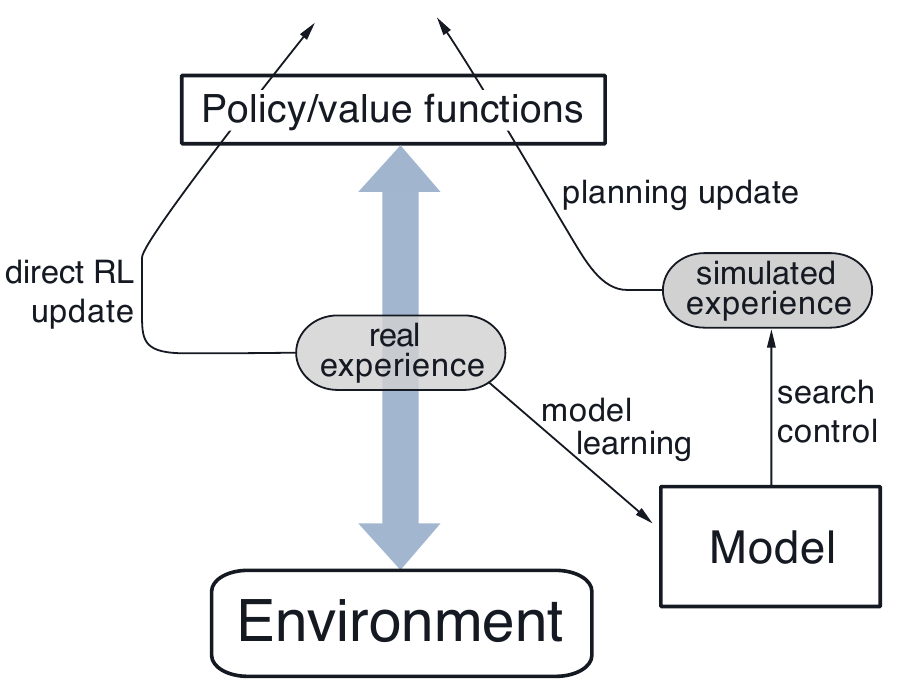 Policy/value functions
planning update
direct RL
update
simulated
experience
real
experience
search
control
model
learning
Model
Environment